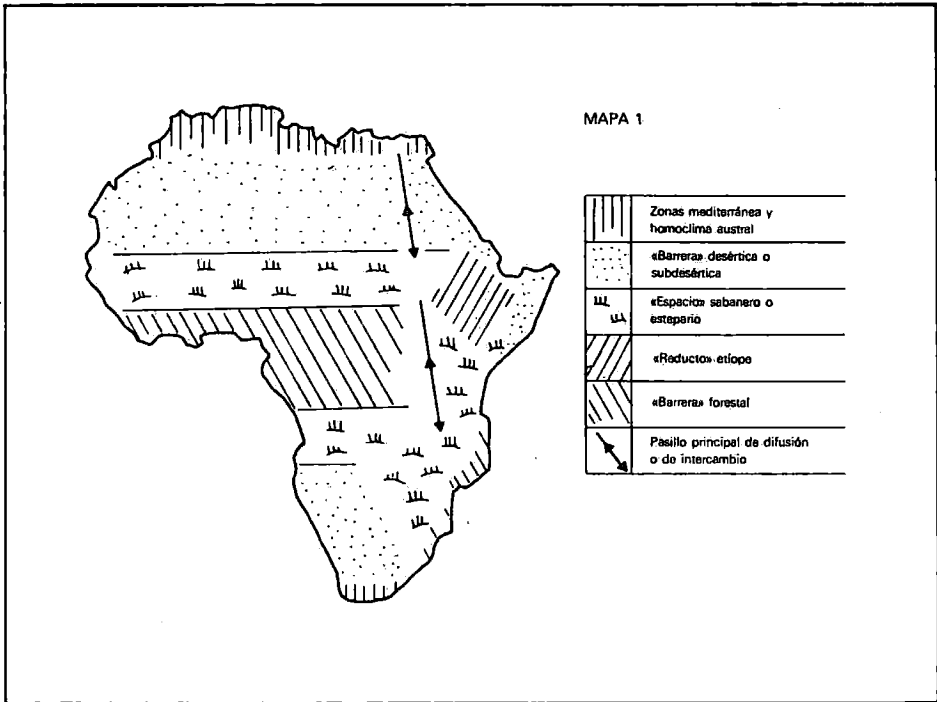 MAPA 1
Zonas mediterránea y
homoclima austral
«Barrera» desértica o
subdesértica
«Espacio» sabanero o
estepario
«Reducto» etíope
«Barrera» forestal
Pasillo principal de difusión
o de intercambio